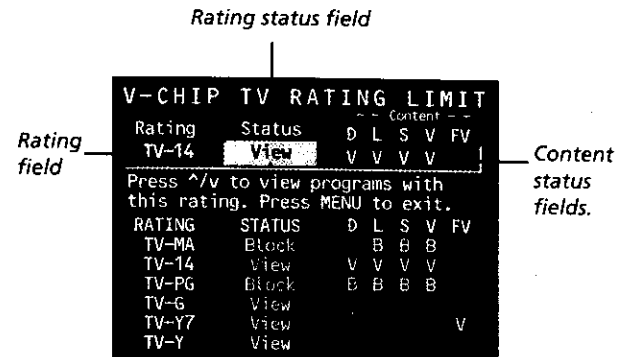 Rating status field
V-CHIP TV RATING LIMIT
-- Content --
Rating Status D L S V FV
TV-14 View V V V V
Rating
field
Content
status
fields.
Press ^/v to view programs with
this rating. Press MENU to exit.
RATING STATUS D L S V FV
TV-MA Block B B B
TV-14 View V V V V
TV-PG Block B B B B
TV-G View
TV-Y7 View V
TV-Y View